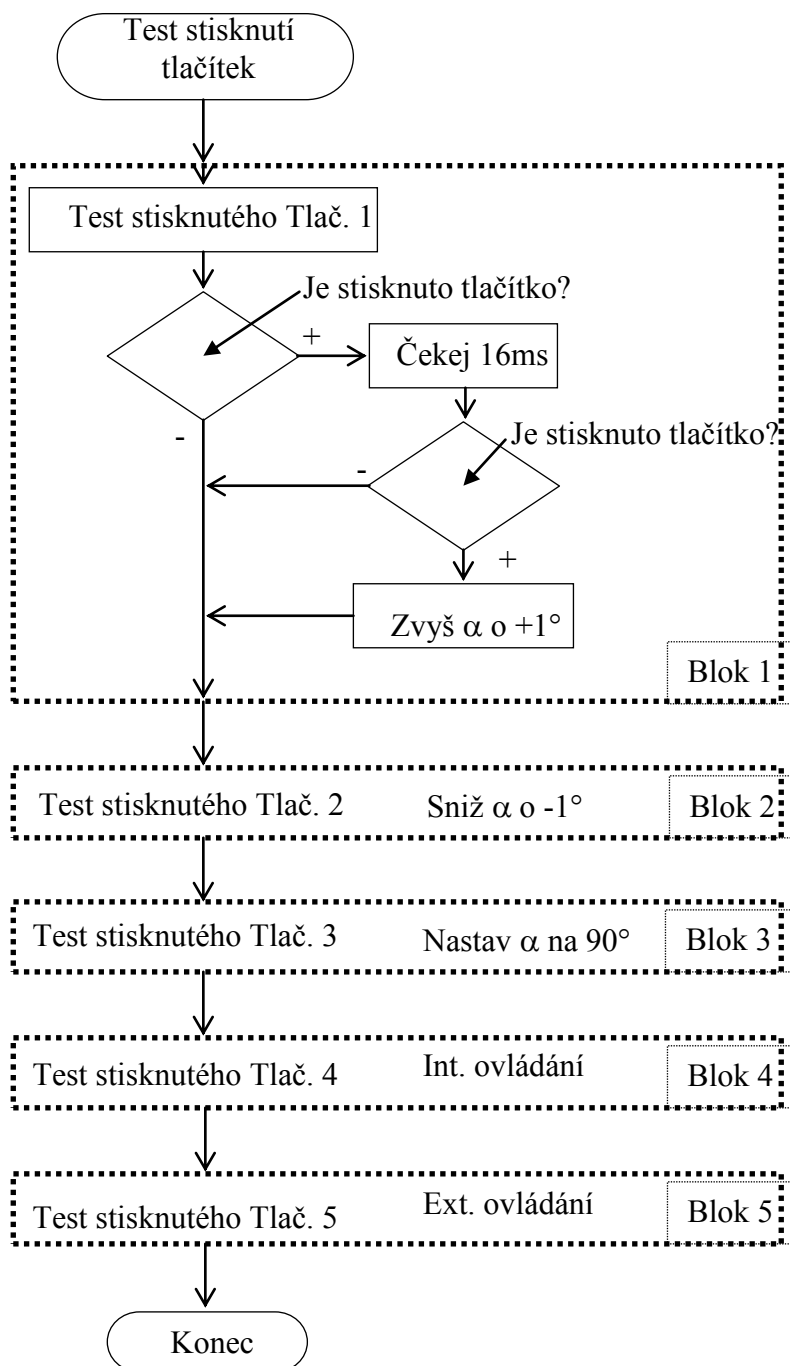 Test stisknutí
tlačítek
Test stisknutého Tlač. 1
Je stisknuto tlačítko?
+
Čekej 16ms
-
Je stisknuto tlačítko?
-
+
Zvyš α o +1°
Blok 1
Test stisknutého Tlač. 2 Sniž α o -1° Blok 2
Test stisknutého Tlač. 3 Nastav α na 90° Blok 3
Test stisknutého Tlač. 4 Int. ovládání Blok 4
Test stisknutého Tlač. 5 Ext. ovládání Blok 5
Konec